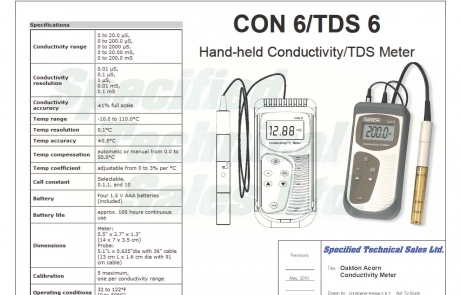 CON 6/TDS 6
Hand-held Conductivity/TDS Meter
Specifications
Conductivity range
0 to 20.0 µS,
0 to 200.0 µS,
0 to 2000 µS,
0 to 20.00 mS,
0 to 200.0 mS
Conductivity resolution
0.01 µS,
0.1 µS,
1 µS,
0.01 mS,
0.1 mS
Conductivity accuracy
±1% full scale
Temp range
-10.0 to 110.0°C
Temp resolution
0.1°C
Temp accuracy
±0.5°C
Temp compensation
automatic or manual from 0.0 to
50.0°C
Temp coefficient
adjustable from 0 to 3% per °C
Cell constant
Selectable,
0.1,1, and 10
Battery
Four 1.5 V AAA batteries
(included)
Battery life
approx. 100 hours continuous
use
Dimensions
Meter:
5.5" x 2.7" x 1.3"
(14 x 7 x 3.5 cm)
Probe:
5.1"L x 0.625"dia with 36" cable
(13 cm L x 1.6 cm dia with 91
cm cable)
Calibration
5 maximum,
one per conductivity range
Operating conditions
32 to 122°F
12.88
200.0
Specified
Technical
Sales Ltd.
Revisions
May, 2010
Specified Technical Sales Ltd.
Title: Oakton Acorn
Conductivity Meter
Not To Scale